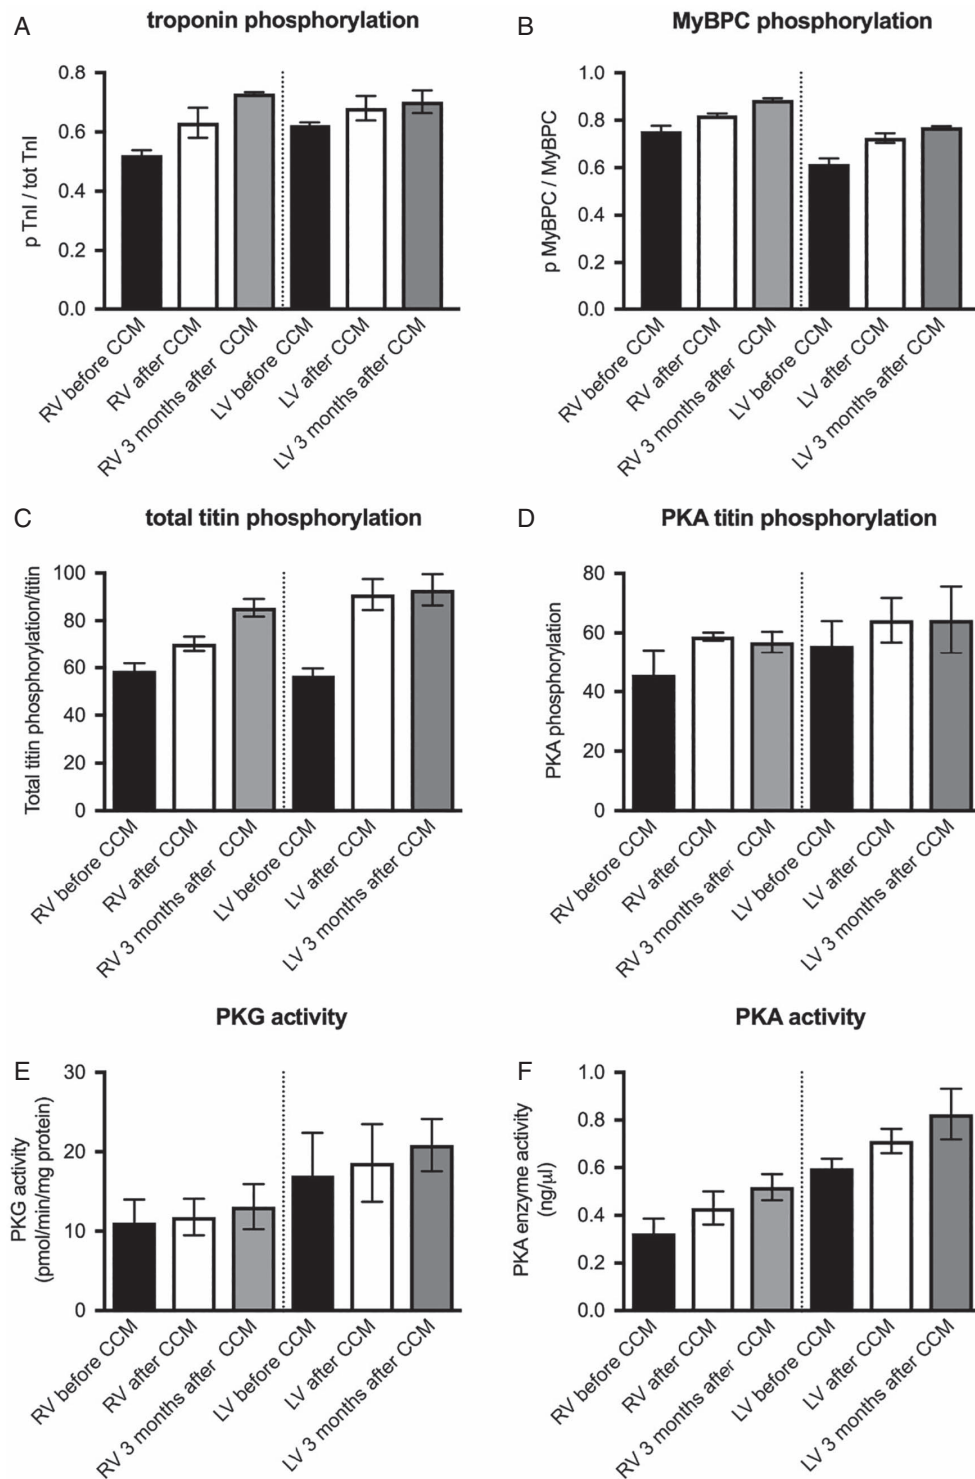 A
troponin phosphorylation
p TnI / tot TnI
0.8
0.6
0.4
0.2
0.0
RV before CCM
RV after CCM
RV 3 months after CCM
LV before CCM
LV after CCM
LV 3 months after CCM
B
MyBPC phosphorylation
p MyBPC / MyBPC
1.0
0.8
0.6
0.4
0.2
0.0
RV before CCM
RV after CCM
RV 3 months after CCM
LV before CCM
LV after CCM
LV 3 months after CCM
C
total titin phosphorylation
Total titin phosphorylation/titin
100
80
60
40
20
0
RV before CCM
RV after CCM
RV 3 months after CCM
LV before CCM
LV after CCM
LV 3 months after CCM
D
PKA titin phosphorylation
PKA phosphorylation
80
60
40
20
0
RV before CCM
RV after CCM
RV 3 months after CCM
LV before CCM
LV after CCM
LV 3 months after CCM
PKG activity
E
PKG activity
(pmol/min/mg protein)
30
20
10
0
RV before CCM
RV after CCM
RV 3 months after CCM
LV before CCM
LV after CCM
LV 3 months after CCM
PKA activity
F
PKA enzyme activity
(ng/µl)
1.0
0.8
0.6
0.4
0.2
0.0
RV before CCM
RV after CCM
RV 3 months after CCM
LV before CCM
LV after CCM
LV 3 months after CCM